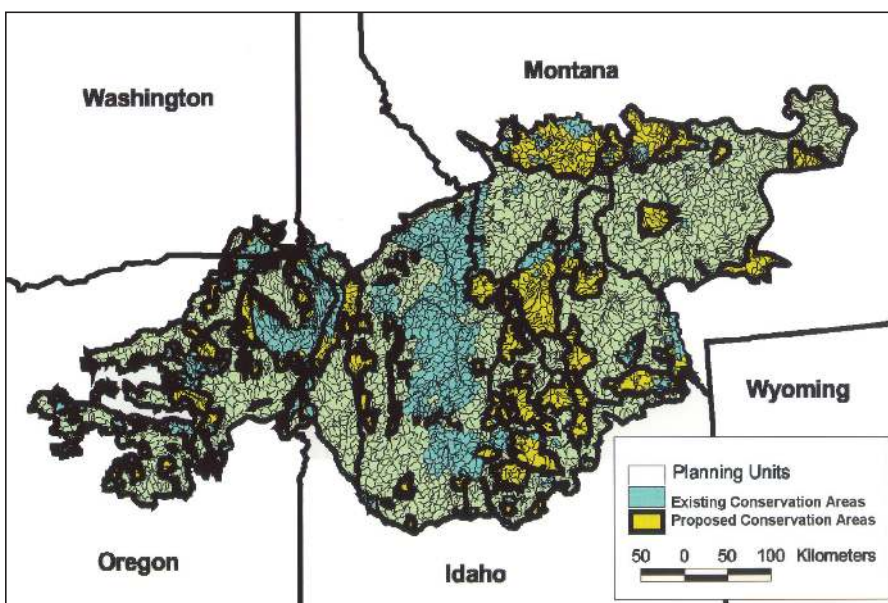 Montana
Washington
Wyoming
Planning Units
Existing Conservation Areas
Proposed Conservation Areas
50 0 50 100 Kilometers
Oregon
Idaho